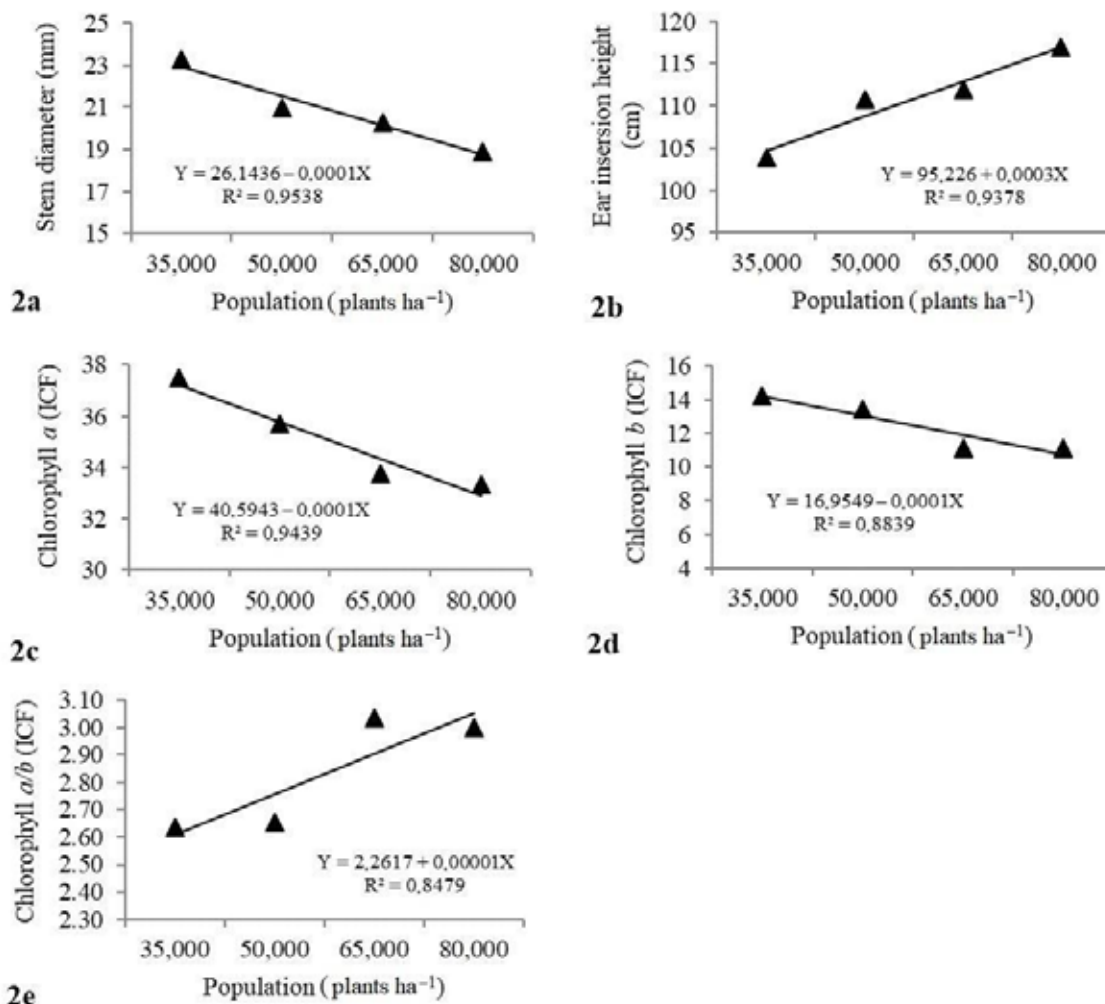 25
23
21
19
17
15
Stem diameter (mm)
Y = 26,1436 – 0,0001X
R² = 0,9538
35,000 50,000 65,000 80,000
Population ( plants ha⁻¹)
2a
120
115
110
105
100
95
Ear insersion height
(cm)
Y = 95,226 + 0,0003X
R² = 0,9378
35,000 50,000 65,000 80,000
Population ( plants ha⁻¹)
2b
38
36
34
32
30
Chlorophyll a (ICF)
Y = 40,5943 – 0,0001X
R² = 0,9439
35,000 50,000 65,000 80,000
Population ( plants ha⁻¹)
2c
16
14
12
10
8
6
4
Chlorophyll b (ICF)
Y = 16,9549 – 0,0001X
R² = 0,8839
35,000 50,000 65,000 80,000
Population ( plants ha⁻¹)
2d
3.10
3.00
2.90
2.80
2.70
2.60
2.50
2.40
2.30
Chlorophyll a/b (ICF)
Y = 2,2617 + 0,00001X
R² = 0,8479
35,000 50,000 65,000 80,000
Population ( plants ha⁻¹)
2e